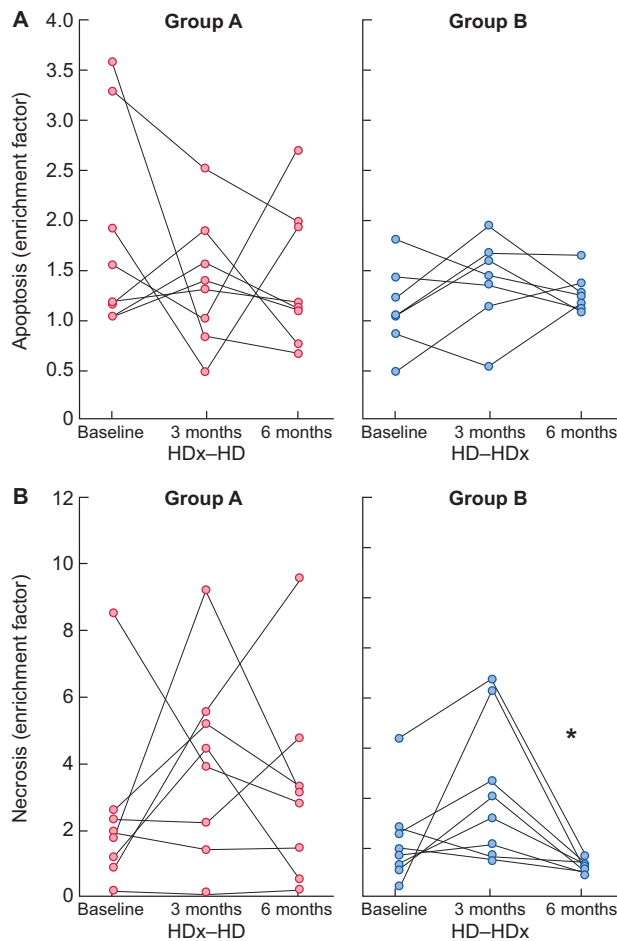 A
Group A
Group B
Apoptosis (enrichment factor)
4.0
3.5
3.0
2.5
2.0
1.5
1.0
0.5
0
Baseline
3 months
6 months
HDx–HD
Baseline
3 months
6 months
HD–HDx
B
Group A
Group B
Necrosis (enrichment factor)
12
10
8
6
4
2
0
*
Baseline
3 months
6 months
HDx–HD
Baseline
3 months
6 months
HD–HDx